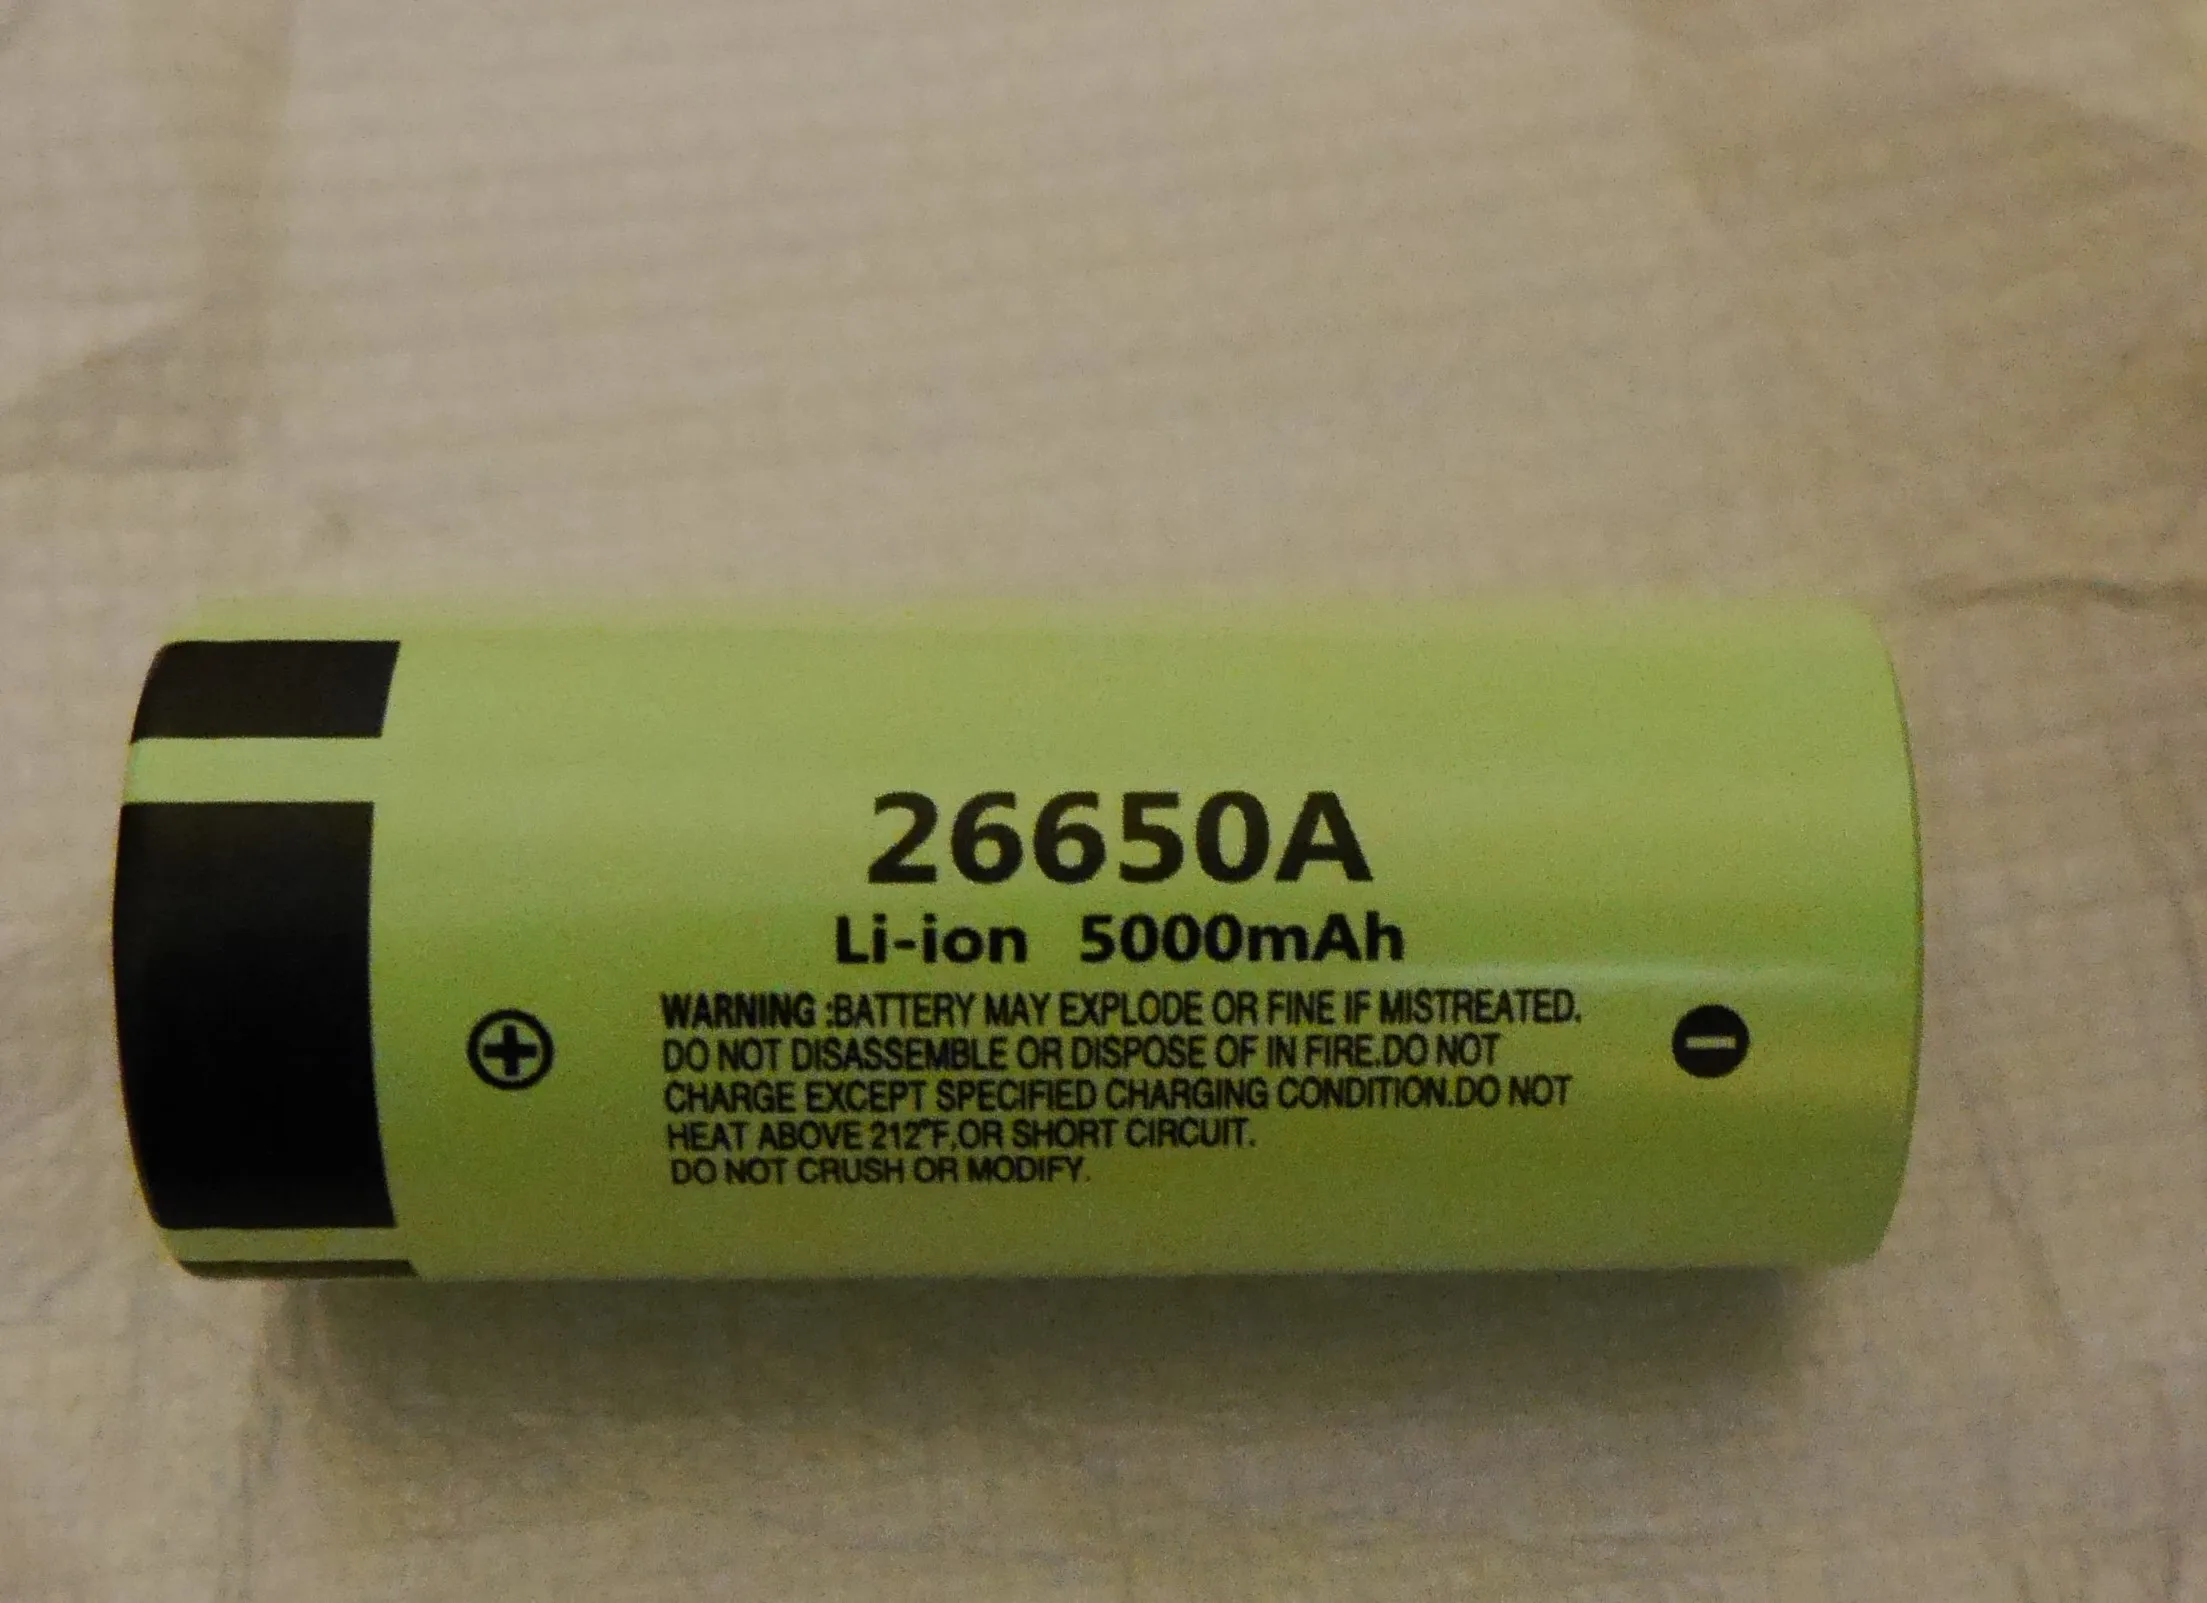 26650A
Li-ion 5000mAh
WARNING :BATTERY MAY EXPLODE OR FINE IF MISTREATED.
DO NOT DISASSEMBLE OR DISPOSE OF IN FIRE.DO NOT
CHARGE EXCEPT SPECIFIED CHARGING CONDITION.DO NOT
HEAT ABOVE 212°F,OR SHORT CIRCUIT.
DO NOT CRUSH OR MODIFY.